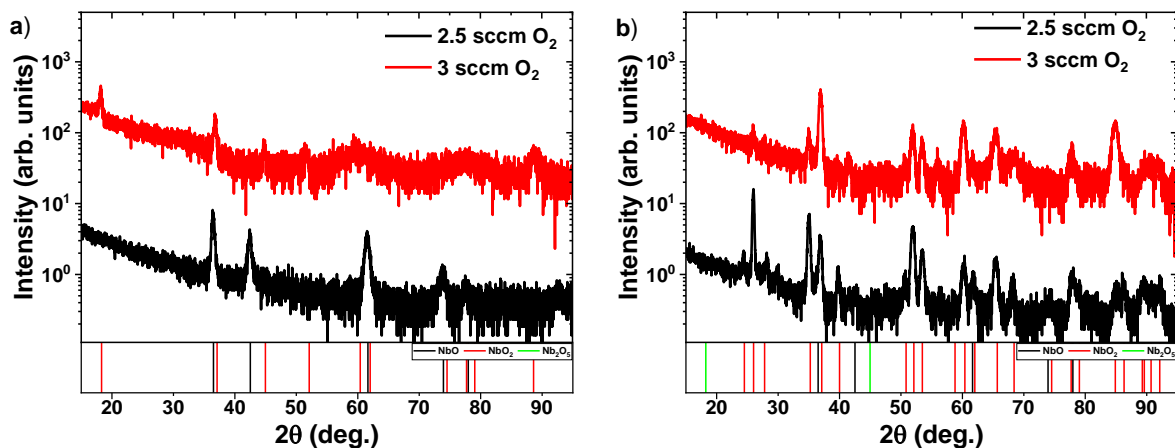 a)
2.5 sccm O₂
3 sccm O₂
Intensity (arb. units)
10³
10²
10¹
10⁰
NbO NbO₂ Nb₂O₅
20 30 40 50 60 70 80 90
2θ (deg.)
b)
2.5 sccm O₂
3 sccm O₂
Intensity (arb. units)
10³
10²
10¹
10⁰
NbO NbO₂ Nb₂O₅
20 30 40 50 60 70 80 90
2θ (deg.)